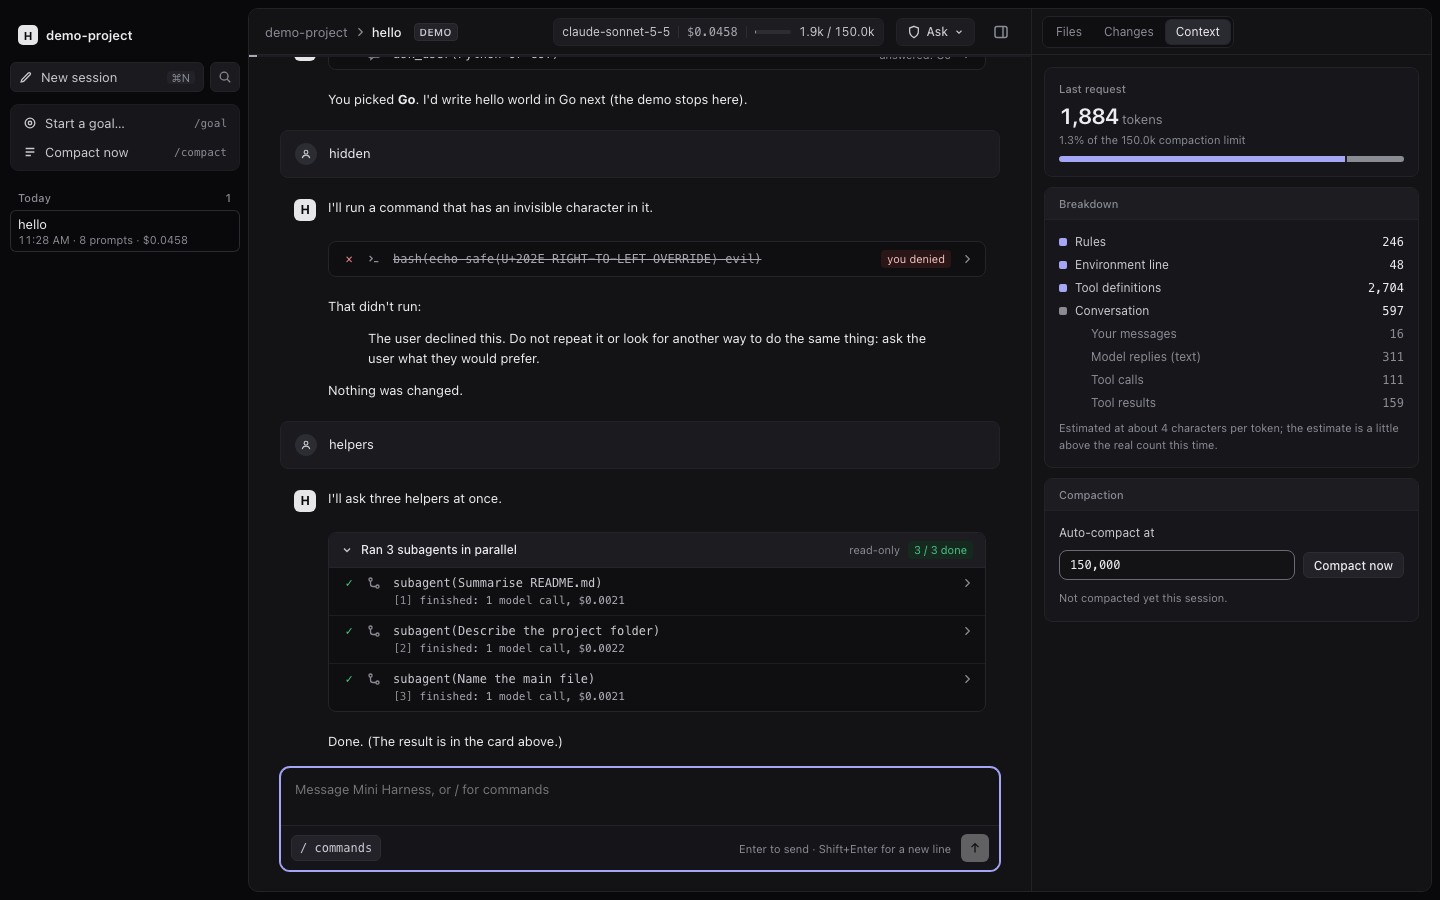 H demo-project
New session ⌘N
Start a goal... /goal
Compact now /compact
Today 1
hello
11:28 AM · 8 prompts · $0.0458
demo-project > hello DEMO
claude-sonnet-5-5 $0.0458 1.9k / 150.0k
Ask
You picked Go. I'd write hello world in Go next (the demo stops here).
hidden
H I'll run a command that has an invisible character in it.
bash(echo safe(U+202E RIGHT-TO-LEFT OVERRIDE) evil) you denied
That didn't run:
The user declined this. Do not repeat it or look for another way to do the same thing: ask the
user what they would prefer.
Nothing was changed.
helpers
H I'll ask three helpers at once.
Ran 3 subagents in parallel read-only 3 / 3 done
subagent(Summarise README.md)
[1] finished: 1 model call, $0.0021
subagent(Describe the project folder)
[2] finished: 1 model call, $0.0022
subagent(Name the main file)
[3] finished: 1 model call, $0.0021
Done. (The result is in the card above.)
Message Mini Harness, or / for commands
/ commands
Enter to send · Shift+Enter for a new line
Files Changes Context
Last request
1,884 tokens
1.3% of the 150.0k compaction limit
Breakdown
Rules 246
Environment line 48
Tool definitions 2,704
Conversation 597
Your messages 16
Model replies (text) 311
Tool calls 111
Tool results 159
Estimated at about 4 characters per token; the estimate is a little
above the real count this time.
Compaction
Auto-compact at
150,000 Compact now
Not compacted yet this session.